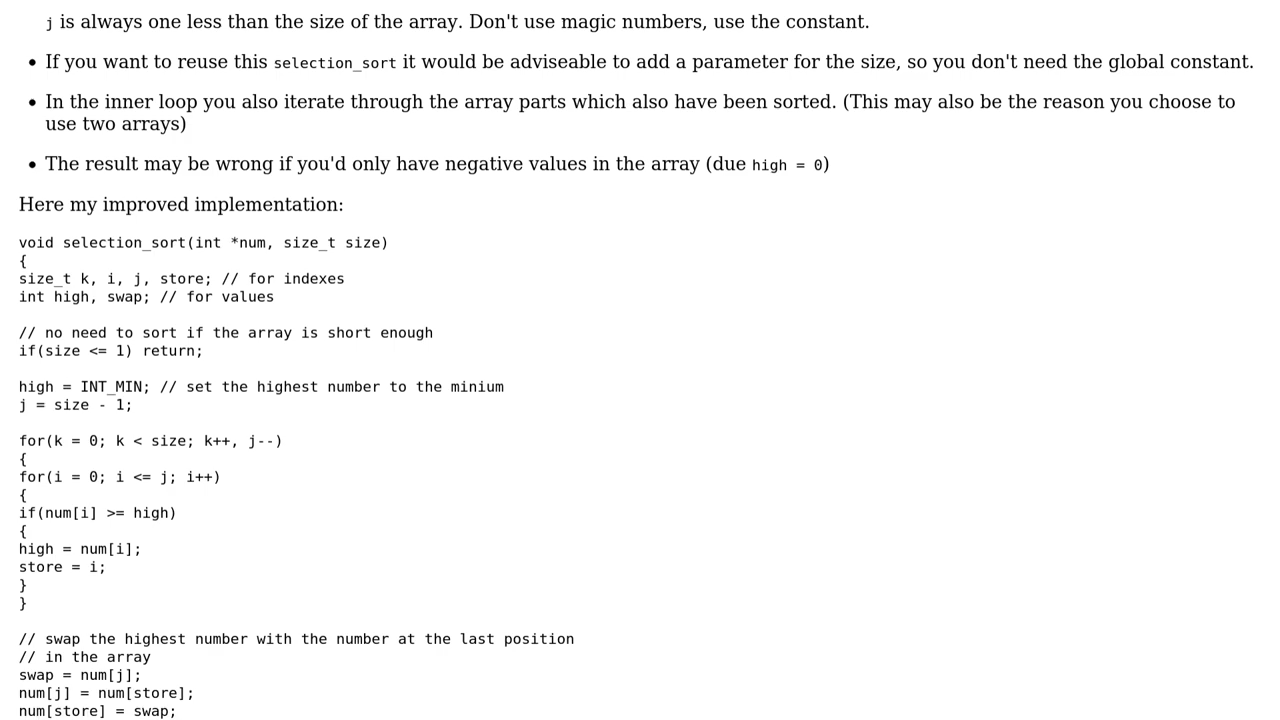 j is always one less than the size of the array. Don't use magic numbers, use the constant.
• If you want to reuse this selection_sort it would be adviseable to add a parameter for the size, so you don't need the global constant.
• In the inner loop you also iterate through the array parts which also have been sorted. (This may also be the reason you choose to
use two arrays)
• The result may be wrong if you'd only have negative values in the array (due high = 0)
Here my improved implementation:
void selection_sort(int *num, size_t size)
{
size_t k, i, j, store; // for indexes
int high, swap; // for values
// no need to sort if the array is short enough
if(size <= 1) return;
high = INT_MIN; // set the highest number to the minium
j = size - 1;
for(k = 0; k < size; k++, j--)
{
for(i = 0; i <= j; i++)
{
if(num[i] >= high)
{
high = num[i];
store = i;
}
}
// swap the highest number with the number at the last position
// in the array
swap = num[j];
num[j] = num[store];
num[store] = swap;